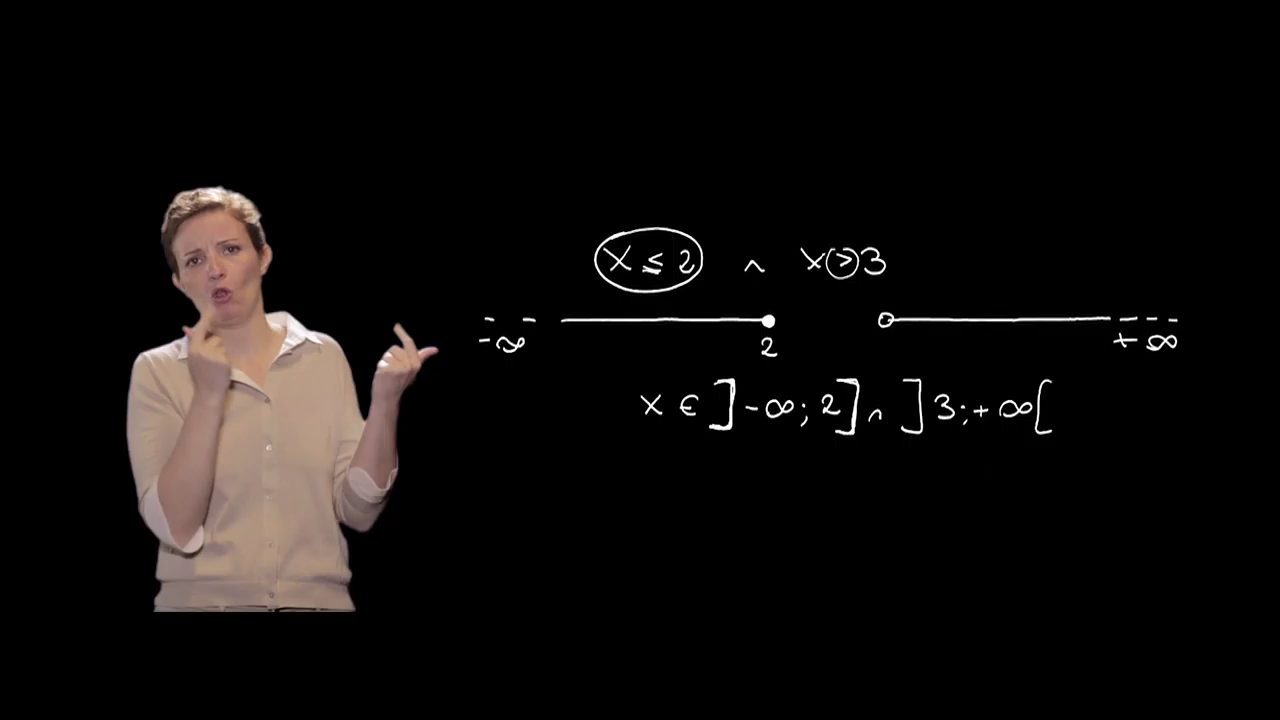 x ≤ 2 ∧ x > 3
-∞ 2 +∞
x ∈ ]-∞; 2] ∩ ]3; +∞[